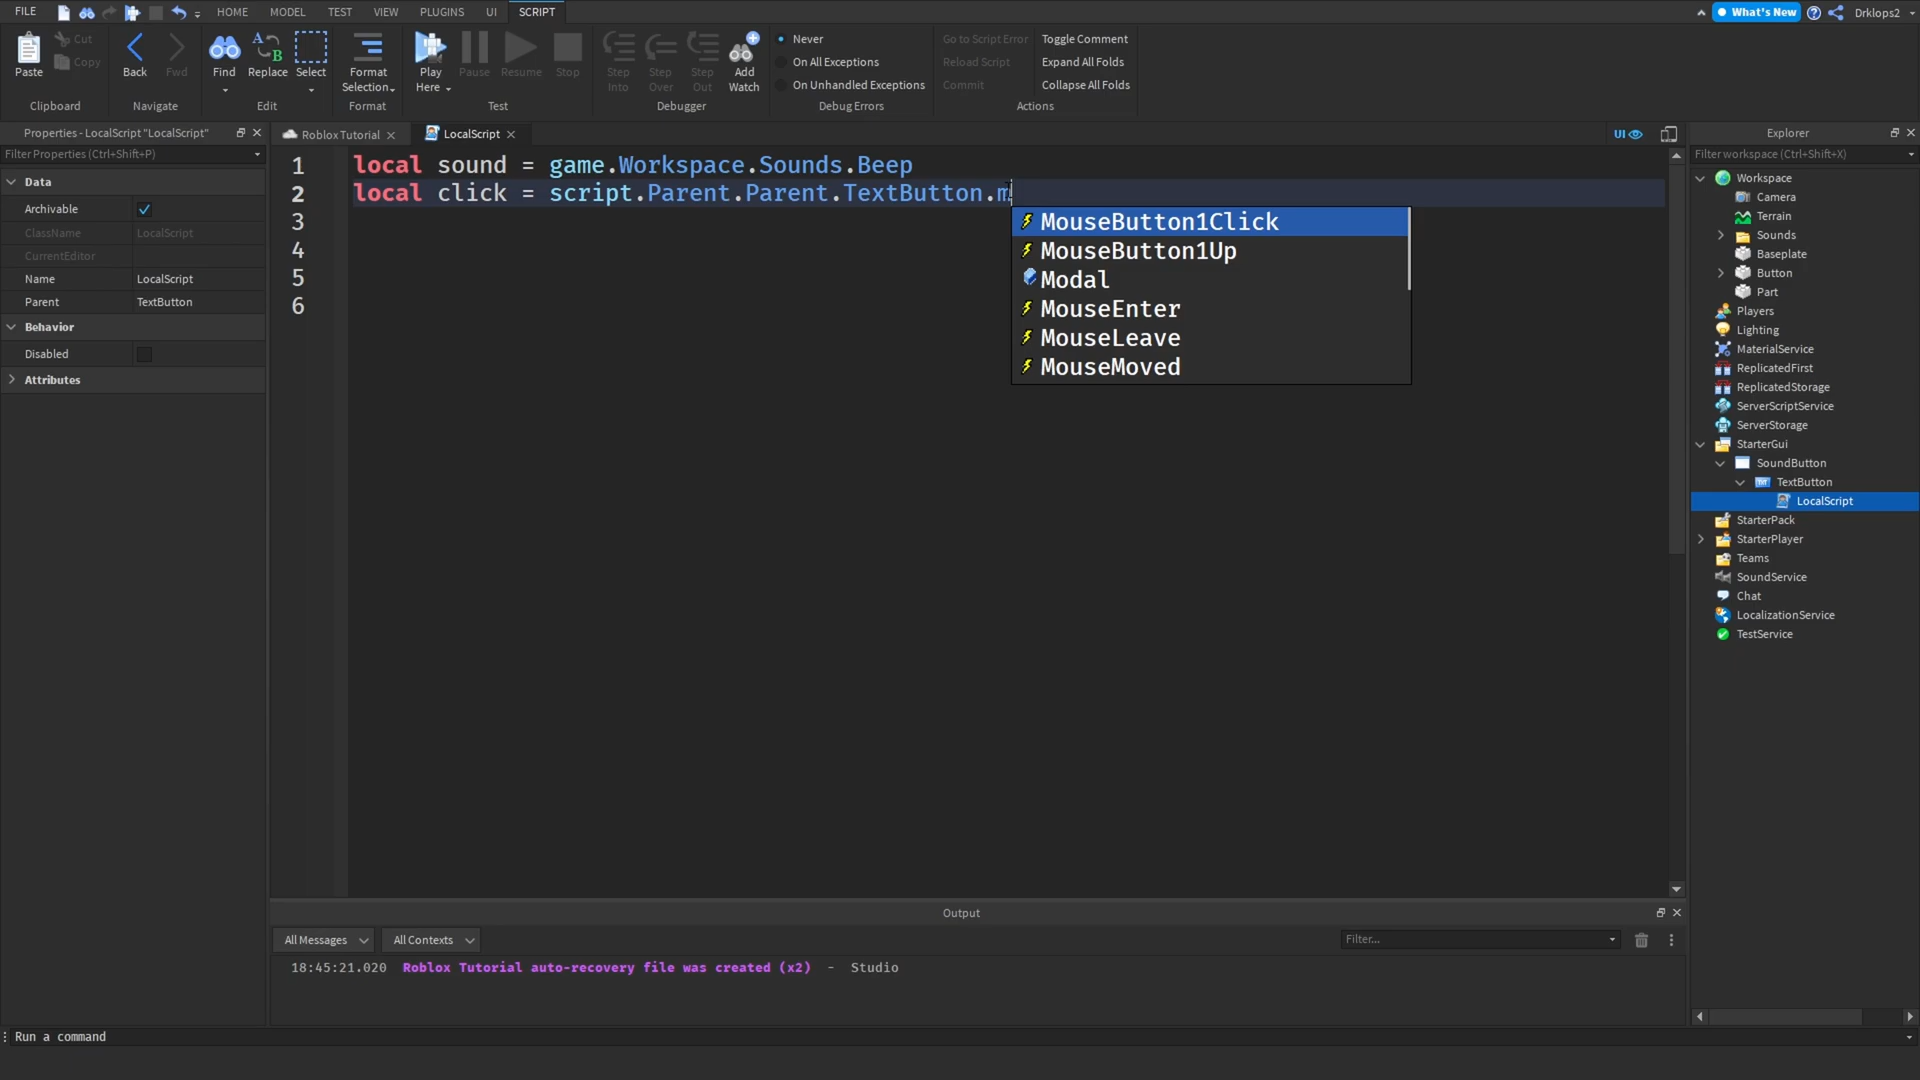 FILE HOME MODEL TEST VIEW PLUGINS UI SCRIPT What's New Drklops2
Paste Cut Copy Clipboard
Back Fwd Navigate
Find Replace Select Edit
Format Selection Format
Play Here Pause Resume Stop Test
Step Into Step Over Step Out Add Watch Debugger
Never
On All Exceptions
On Unhandled Exceptions
Debug Errors
Go to Script Error Toggle Comment
Reload Script Expand All Folds
Commit Collapse All Folds
Actions
Properties - LocalScript "LocalScript"
Filter Properties (Ctrl+Shift+P)
Data
Archivable
ClassName LocalScript
CurrentEditor
Name LocalScript
Parent TextButton
Behavior
Disabled
Attributes
Roblox Tutorial LocalScript UI
1 local sound = game.Workspace.Sounds.Beep
2 local click = script.Parent.Parent.TextButton.m
3
4
5
6
MouseButton1Click
MouseButton1Up
Modal
MouseEnter
MouseLeave
MouseMoved
Explorer
Filter workspace (Ctrl+Shift+X)
Workspace
Camera
Terrain
Sounds
Baseplate
Button
Part
Players
Lighting
MaterialService
ReplicatedFirst
ReplicatedStorage
ServerScriptService
ServerStorage
StarterGui
SoundButton
TextButton
LocalScript
StarterPack
StarterPlayer
Teams
SoundService
Chat
LocalizationService
TestService
Output
All Messages All Contexts Filter...
18:45:21.020 Roblox Tutorial auto-recovery file was created (x2) - Studio
Run a command